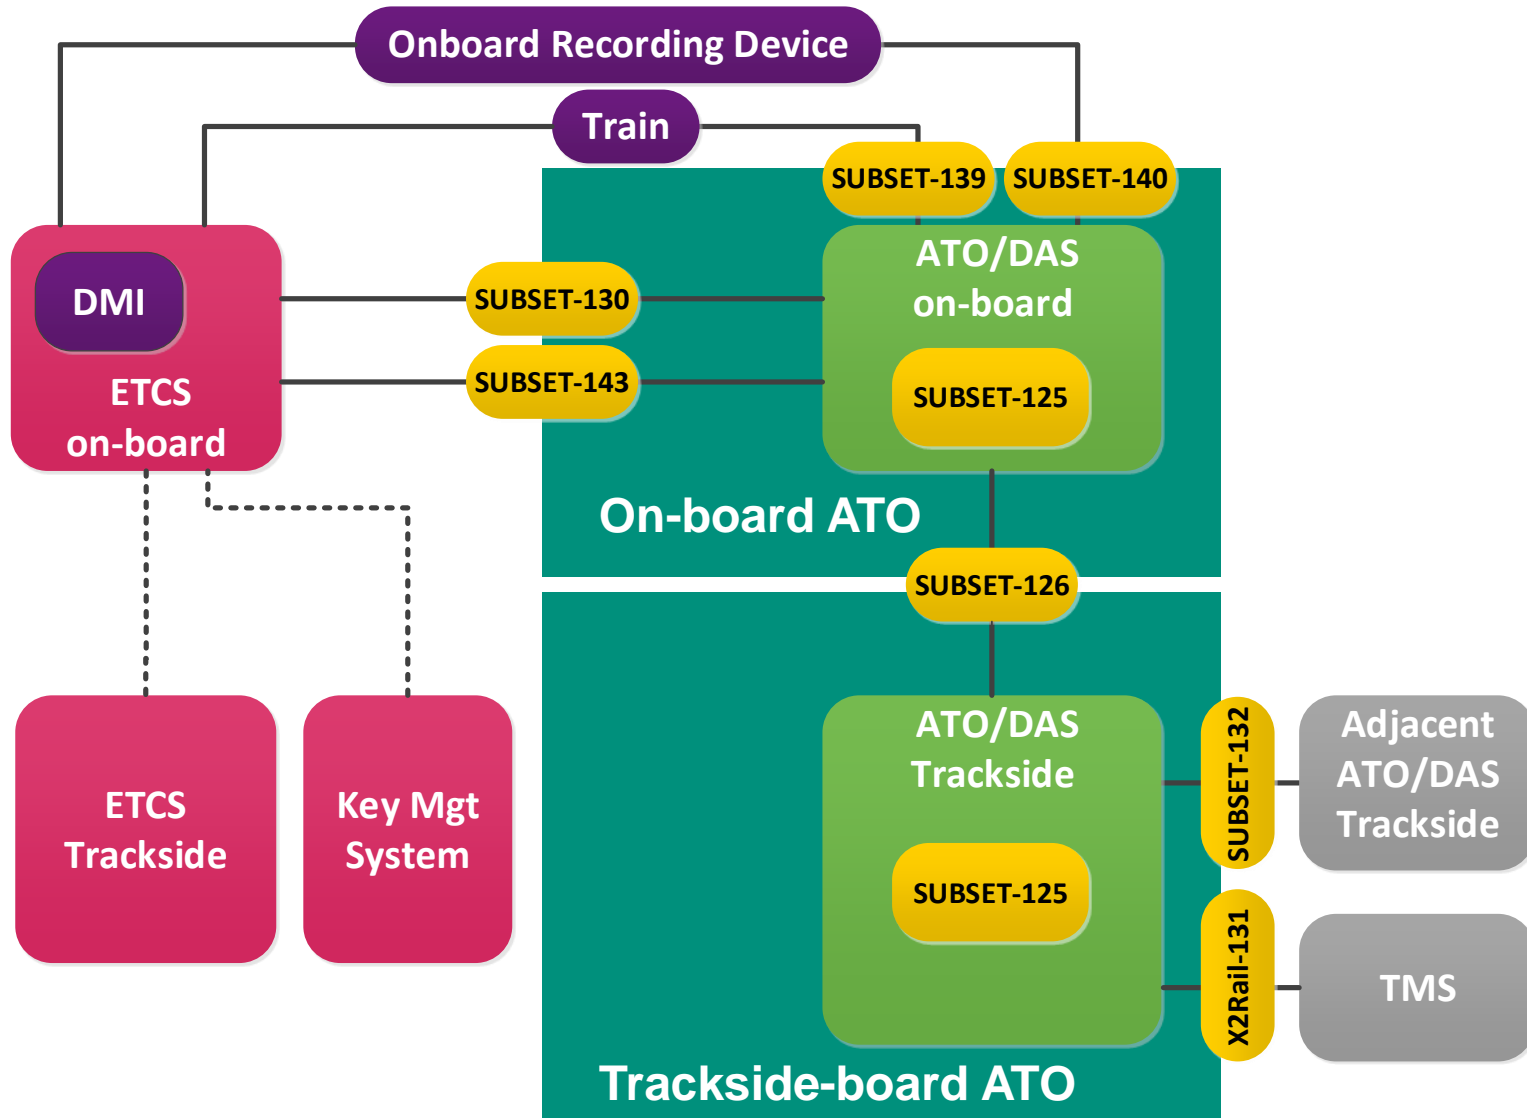 Onboard Recording Device
Train
SUBSET-139
SUBSET-140
DMI
ETCS
on-board
SUBSET-130
SUBSET-143
ATO/DAS
on-board
SUBSET-125
On-board ATO
SUBSET-126
ETCS
Trackside
Key Mgt
System
ATO/DAS
Trackside
SUBSET-125
SUBSET-132
Adjacent
ATO/DAS
Trackside
X2Rail-131
TMS
Trackside-board ATO